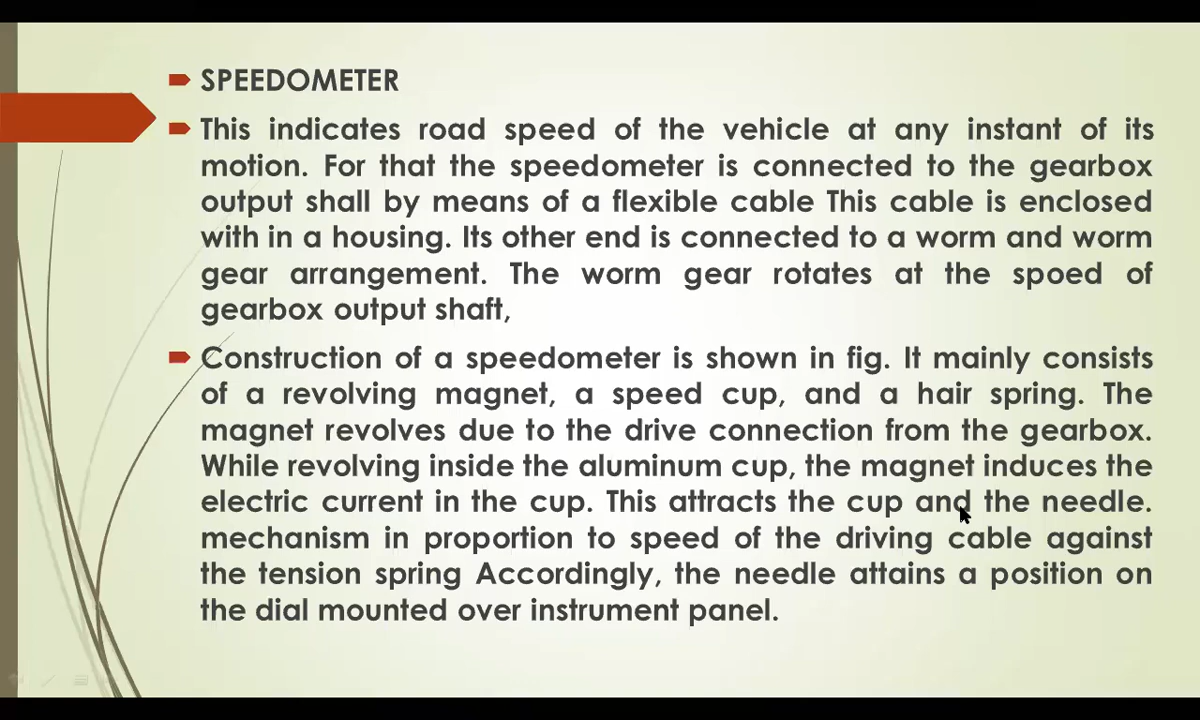 SPEEDOMETER
This indicates road speed of the vehicle at any instant of its
motion. For that the speedometer is connected to the gearbox
output shall by means of a flexible cable This cable is enclosed
with in a housing. Its other end is connected to a worm and worm
gear arrangement. The worm gear rotates at the spoed of
gearbox output shaft,
Construction of a speedometer is shown in fig. It mainly consists
of a revolving magnet, a speed cup, and a hair spring. The
magnet revolves due to the drive connection from the gearbox.
While revolving inside the aluminum cup, the magnet induces the
electric current in the cup. This attracts the cup and the needle.
mechanism in proportion to speed of the driving cable against
the tension spring Accordingly, the needle attains a position on
the dial mounted over instrument panel.